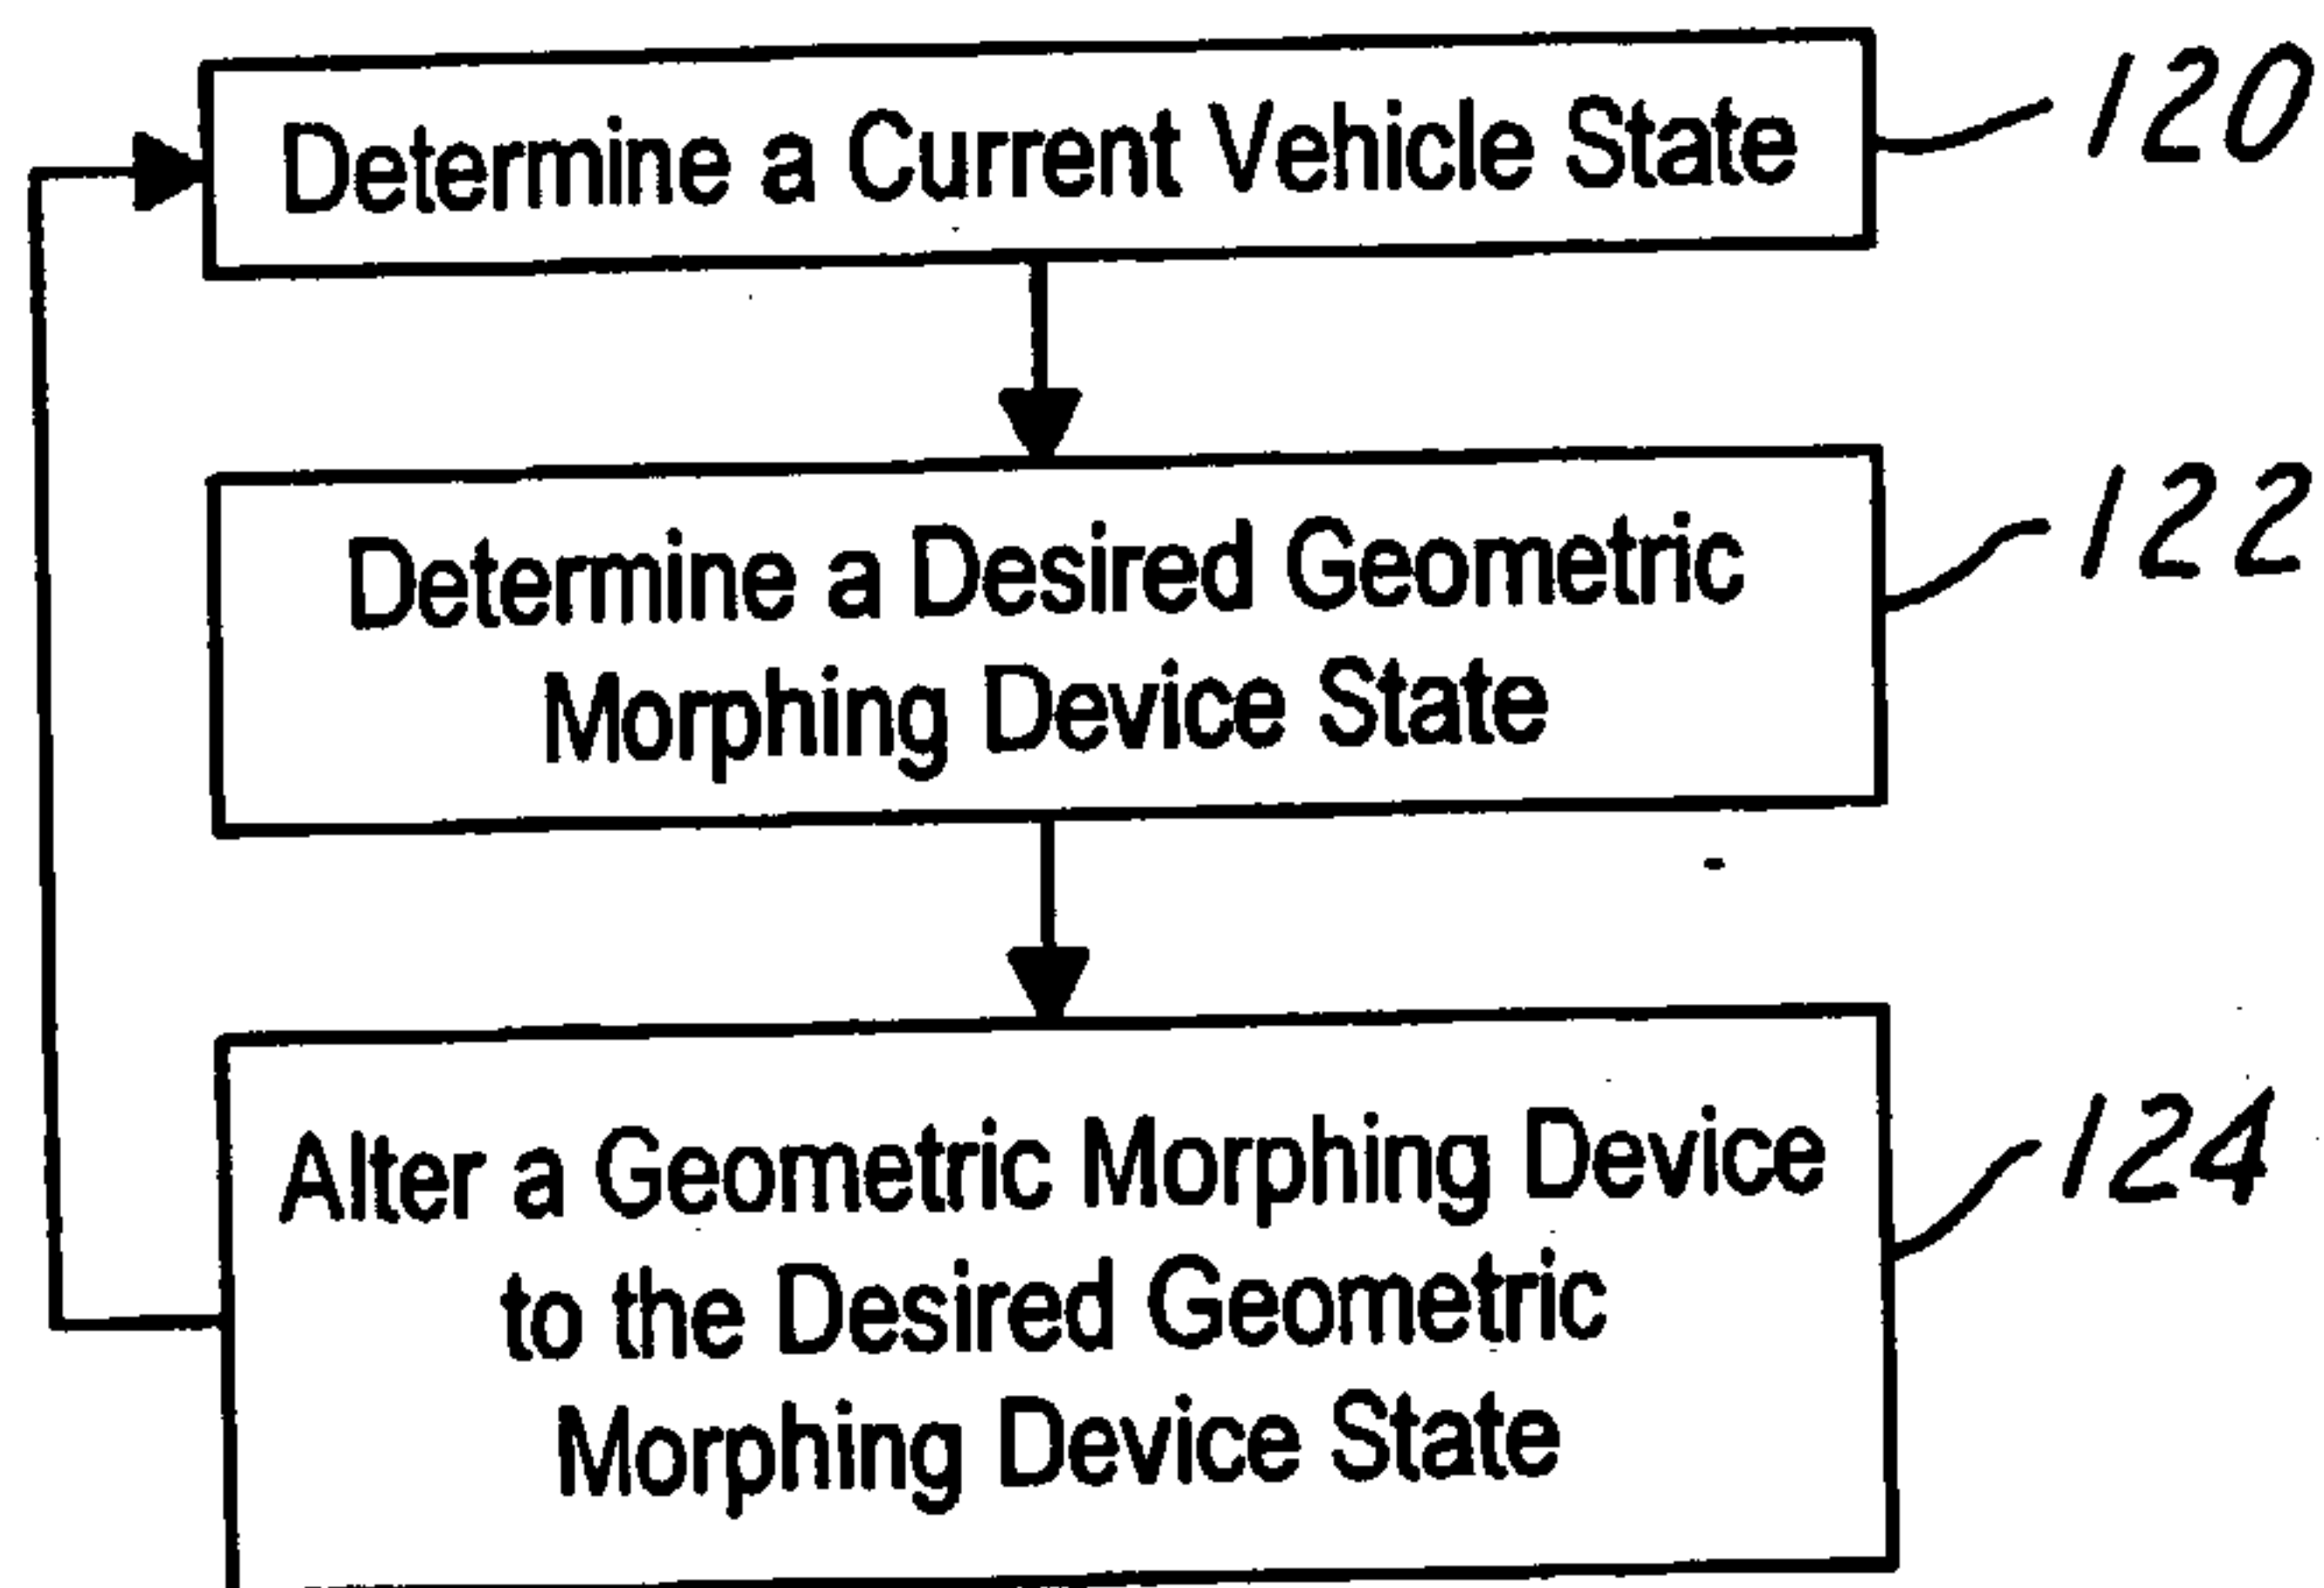 Determine a Current Vehicle State
120
Determine a Desired Geometric
Morphing Device State
122
Alter a Geometric Morphing Device
to the Desired Geometric
Morphing Device State
124